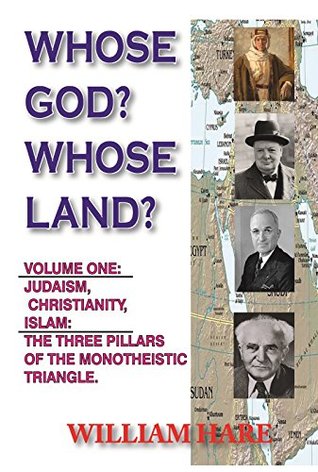 WHOSE
GOD?
WHOSE
LAND?
VOLUME ONE:
JUDAISM,
CHRISTIANITY,
ISLAM:
THE THREE PILLARS
OF THE MONOTHEISTIC
TRIANGLE.
WILLIAM HARE
SUDAN